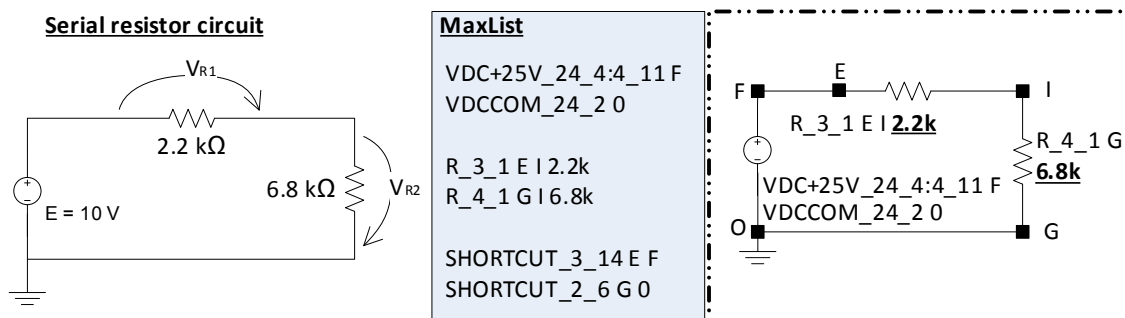 Serial resistor circuit
VR1
2.2 kΩ
6.8 kΩ
VR2
+
-
E = 10 V
MaxList
VDC+25V_24_4:4_11 F
VDCCOM_24_2 0
R_3_1 E I 2.2k
R_4_1 G I 6.8k
SHORTCUT_3_14 E F
SHORTCUT_2_6 G 0
E
F
I
R_3_1 E I 2.2k
R_4_1 G
6.8k
+
-
VDC+25V_24_4:4_11 F
VDCCOM_24_2 0
O
G